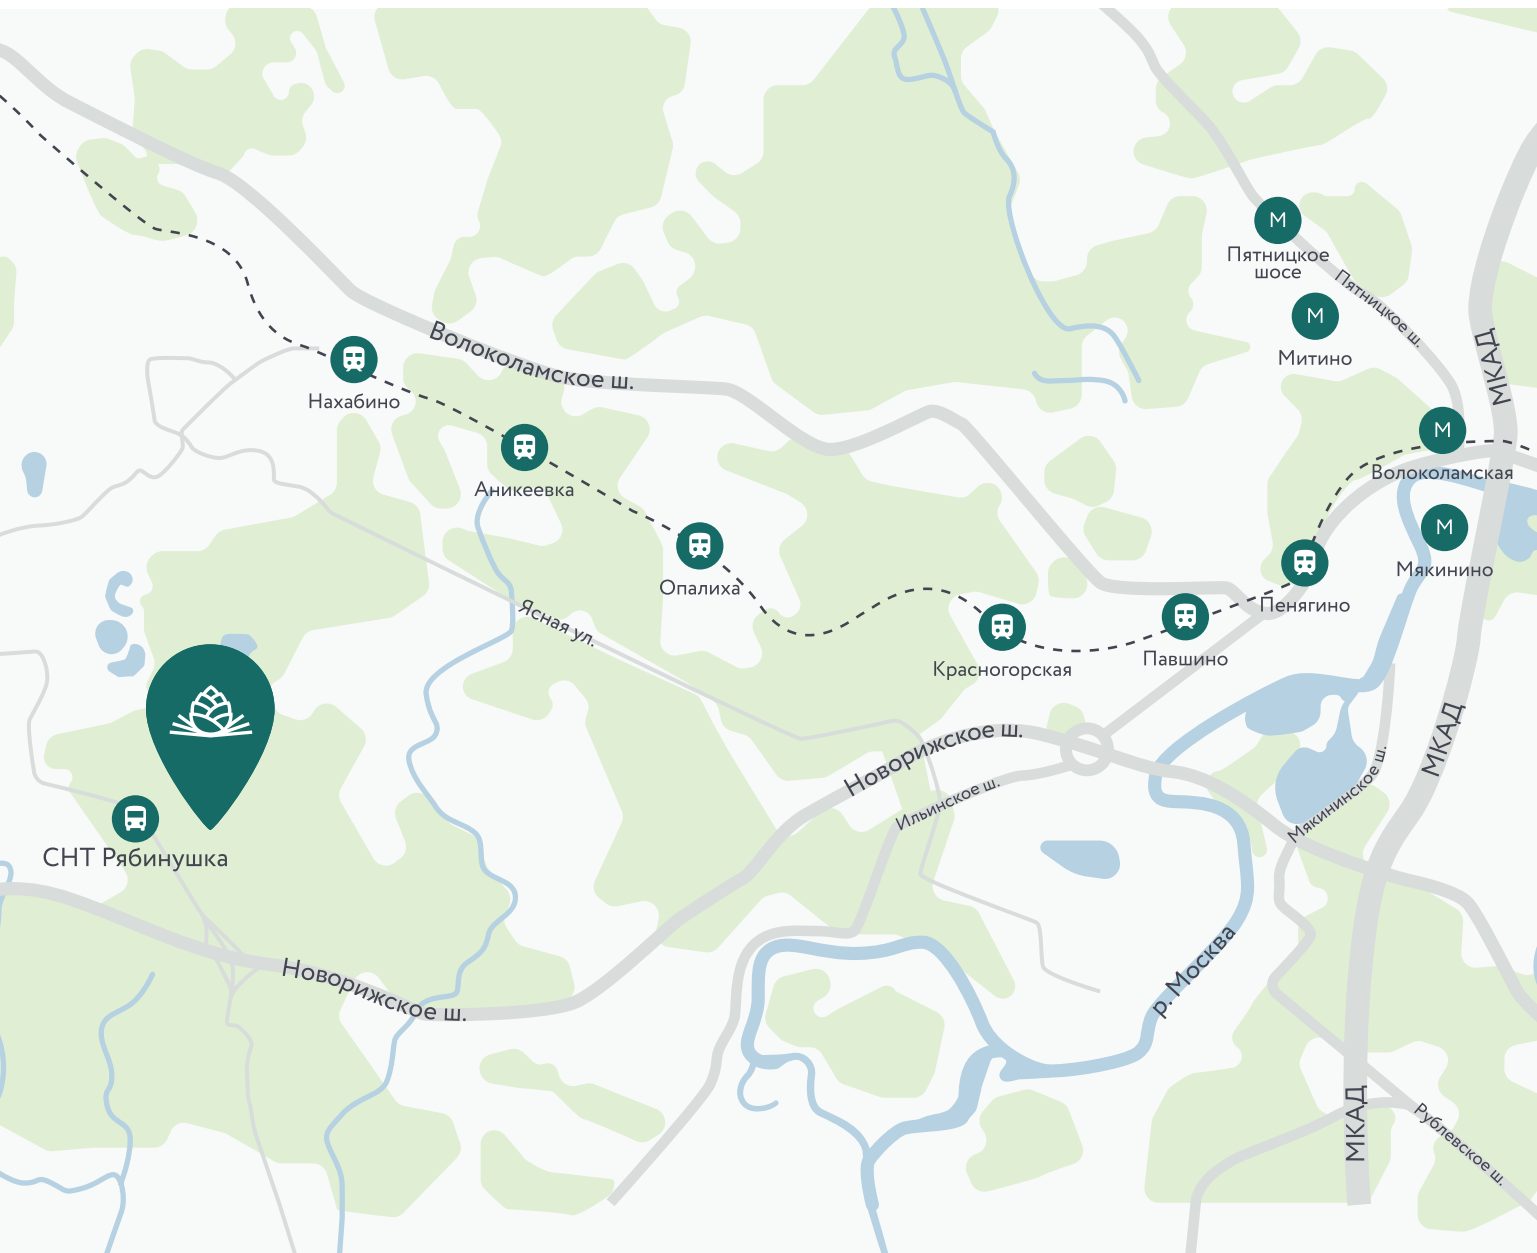 М
Пятницкое
шосе
Пятницкое ш.
М
Митино
МКАД
Волоколамское ш.
Нахабино
М
Волоколамская
Аникеевка
М
Мякинино
Опалиха
Пенягино
Ясная ул.
Красногорская
Павшино
Новорижское ш.
МКАД
Ильинское ш.
Мякининское ш.
СНТ Рябинушка
Новорижское ш.
р. Москва
МКАД
Рублевское ш.